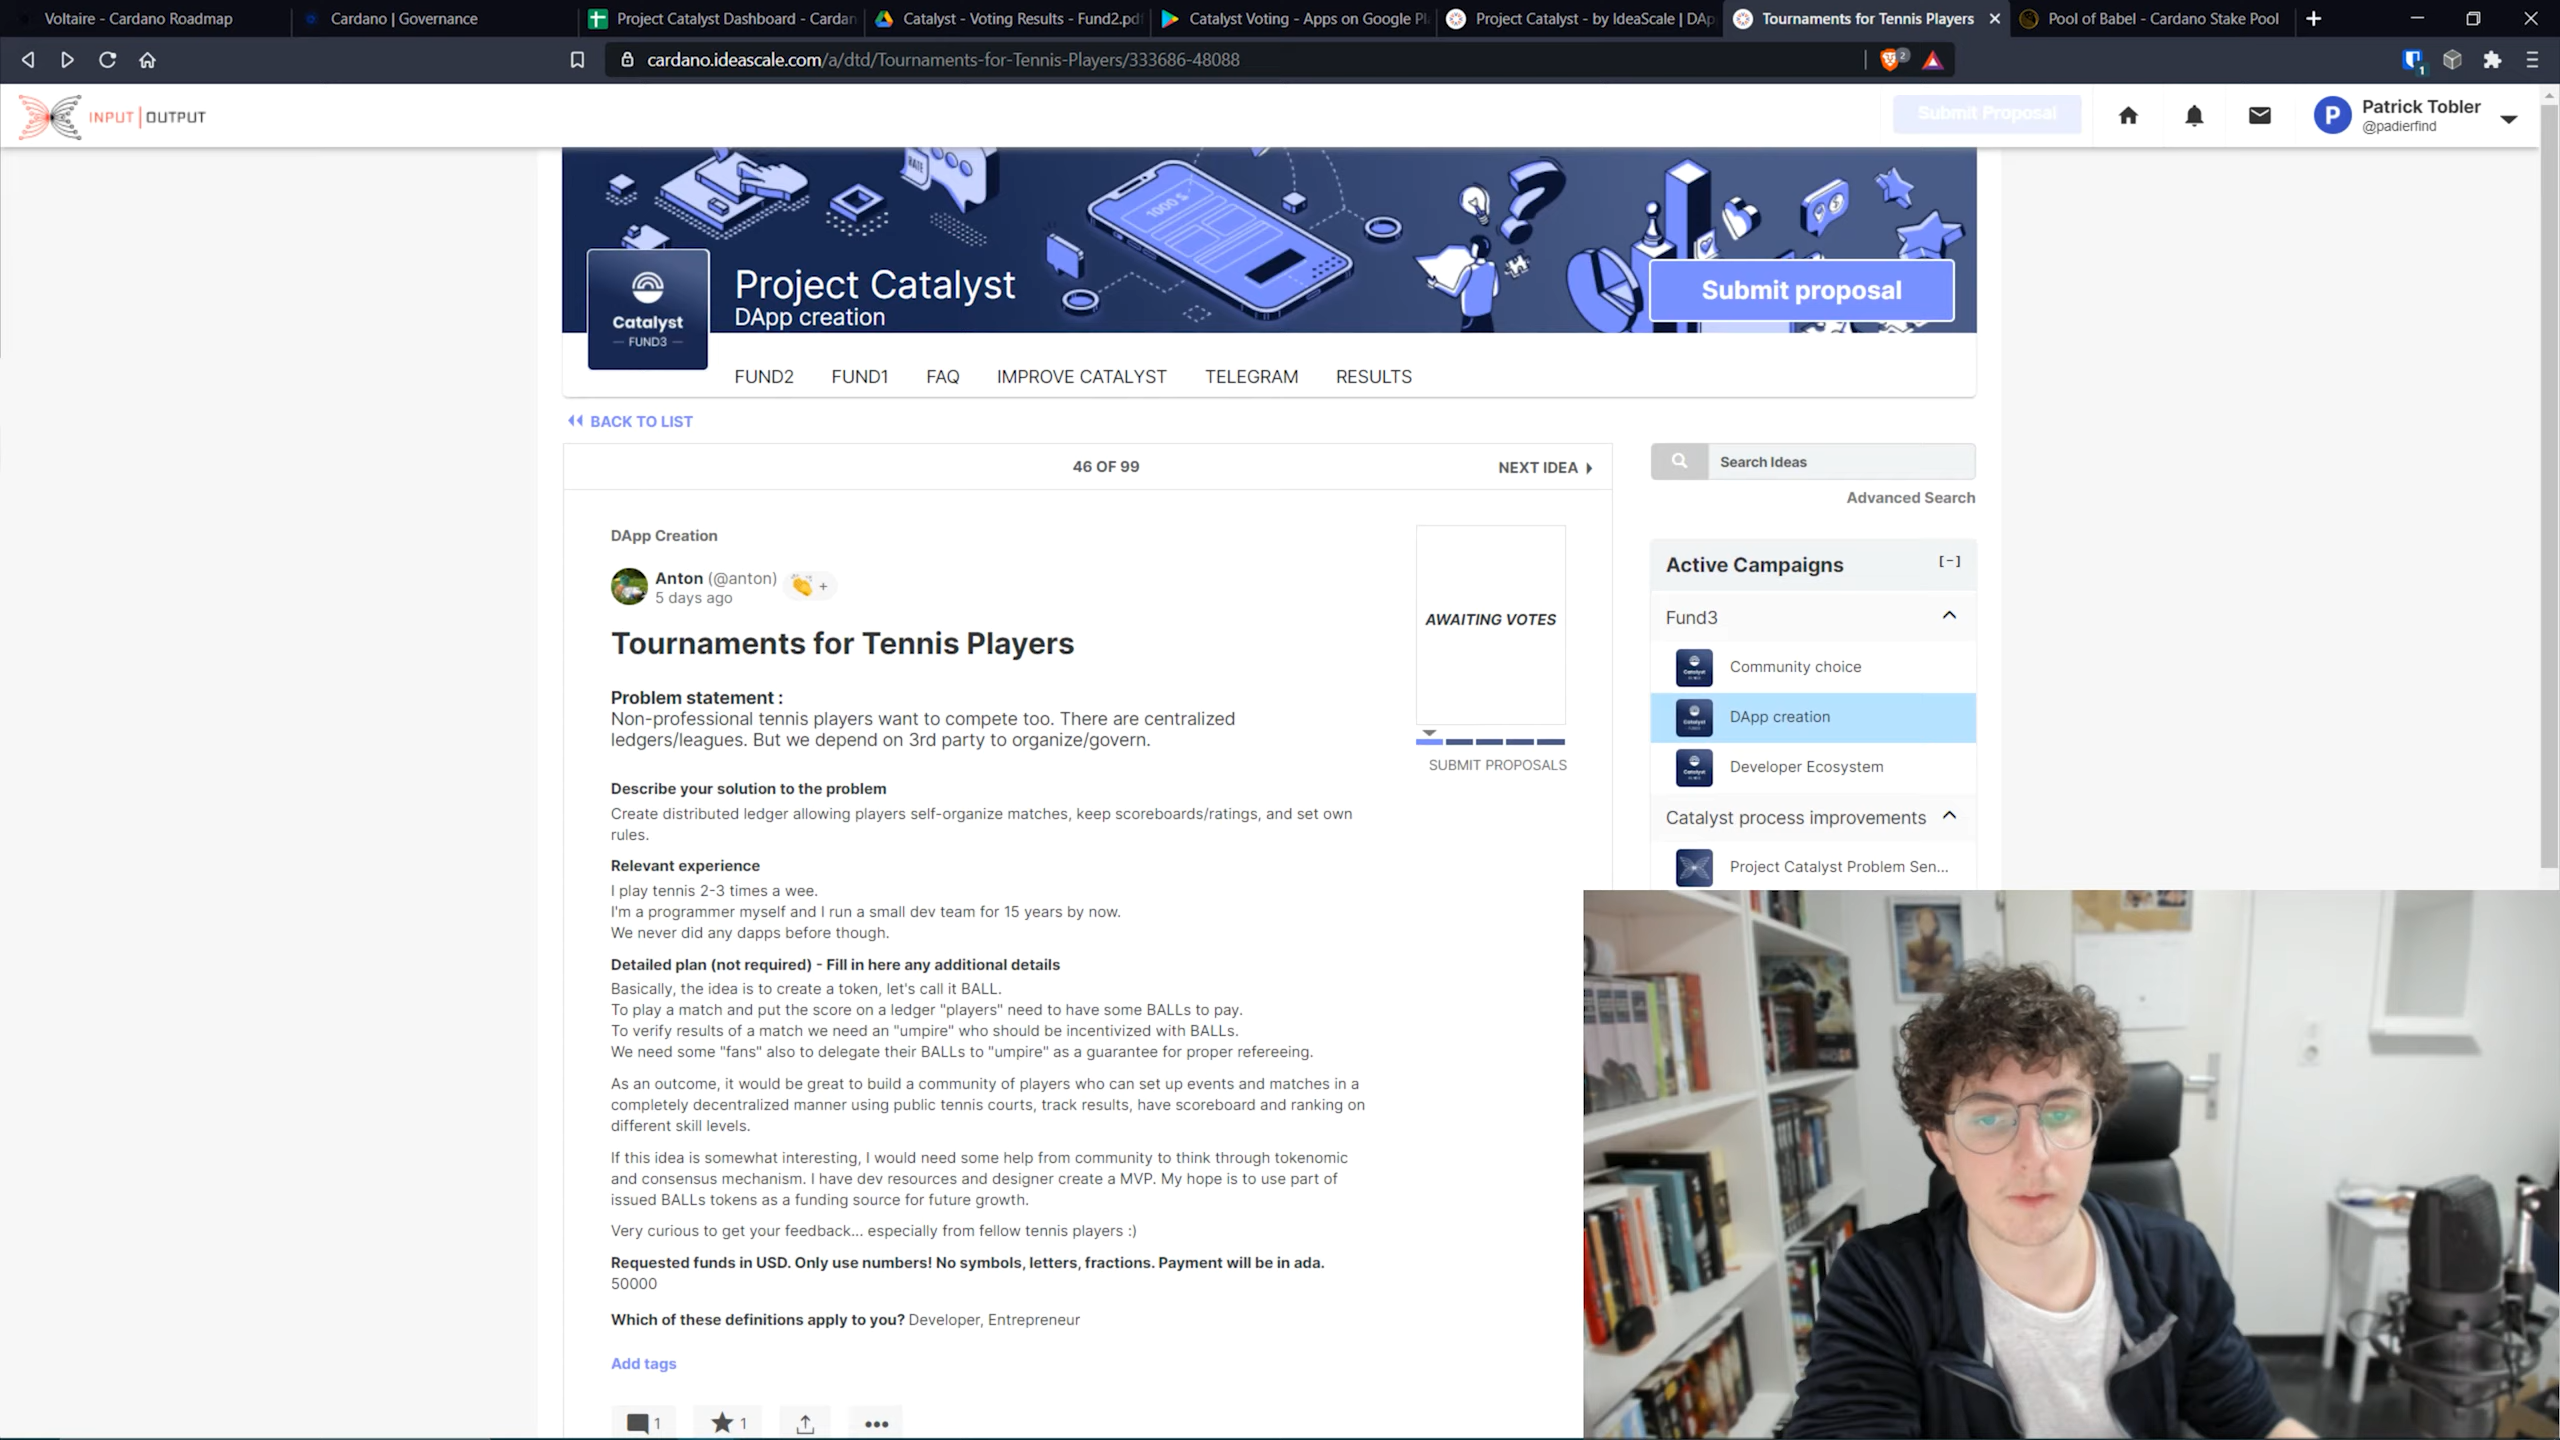 Voltaire - Cardano Roadmap
Cardano | Governance
Project Catalyst Dashboard - Cardan
Catalyst - Voting Results - Fund2.pdf
Catalyst Voting - Apps on Google Pl
Project Catalyst - by IdeaScale | DAp
Tournaments for Tennis Players
Pool of Babel - Cardano Stake Pool
cardano.ideascale.com/a/dtd/Tournaments-for-Tennis-Players/333686-48088
2
1
INPUT | OUTPUT
Submit Proposal
P
Patrick Tobler
@padierfind
RATE
1000 $
Project Catalyst
DApp creation
Submit proposal
Catalyst
— FUND3 —
FUND2
FUND1
FAQ
IMPROVE CATALYST
TELEGRAM
RESULTS
BACK TO LIST
46 OF 99
NEXT IDEA
Search Ideas
Advanced Search
DApp Creation
Anton (@anton)
5 days ago
+
AWAITING VOTES
SUBMIT PROPOSALS
Tournaments for Tennis Players
Problem statement :
Non-professional tennis players want to compete too. There are centralized
ledgers/leagues. But we depend on 3rd party to organize/govern.
Describe your solution to the problem
Create distributed ledger allowing players self-organize matches, keep scoreboards/ratings, and set own
rules.
Relevant experience
I play tennis 2-3 times a wee.
I'm a programmer myself and I run a small dev team for 15 years by now.
We never did any dapps before though.
Detailed plan (not required) - Fill in here any additional details
Basically, the idea is to create a token, let's call it BALL.
To play a match and put the score on a ledger "players" need to have some BALLs to pay.
To verify results of a match we need an "umpire" who should be incentivized with BALLs.
We need some "fans" also to delegate their BALLs to "umpire" as a guarantee for proper refereeing.
As an outcome, it would be great to build a community of players who can set up events and matches in a
completely decentralized manner using public tennis courts, track results, have scoreboard and ranking on
different skill levels.
If this idea is somewhat interesting, I would need some help from community to think through tokenomic
and consensus mechanism. I have dev resources and designer create a MVP. My hope is to use part of
issued BALLs tokens as a funding source for future growth.
Very curious to get your feedback... especially from fellow tennis players :)
Requested funds in USD. Only use numbers! No symbols, letters, fractions. Payment will be in ada.
50000
Which of these definitions apply to you? Developer, Entrepreneur
Add tags
1
1
Active Campaigns
[-]
Fund3
Catalyst
Community choice
Catalyst
DApp creation
Catalyst
Developer Ecosystem
Catalyst process improvements
Project Catalyst Problem Sen...